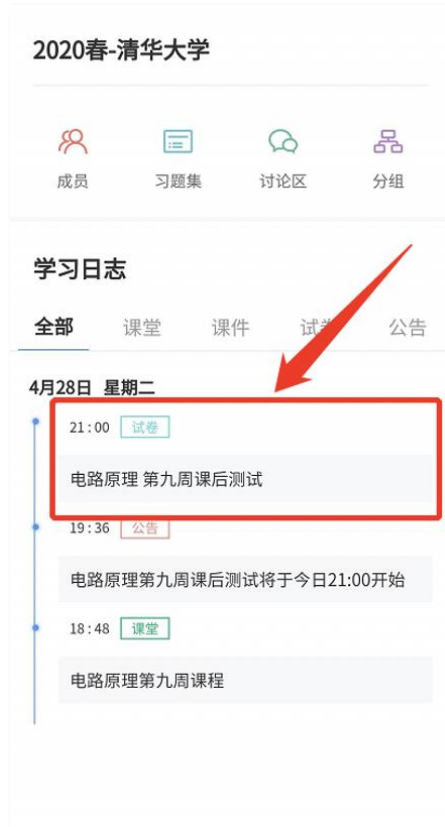 2020春-清华大学
成员 习题集 讨论区 分组
学习日志
全部 课堂 课件 试卷 公告
4月28日 星期二
21:00 试卷
电路原理 第九周课后测试
19:36 公告
电路原理第九周课后测试将于今日21:00开始
18:48 课堂
电路原理第九周课程